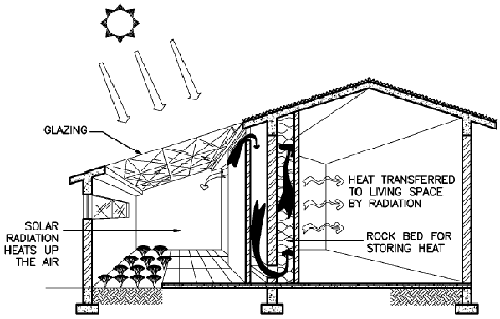 GLAZING
SOLAR
RADIATION
HEATS UP
THE AIR
HEAT TRANSFERRED
TO LIVING SPACE
BY RADIATION
ROCK BED FOR
STORING HEAT